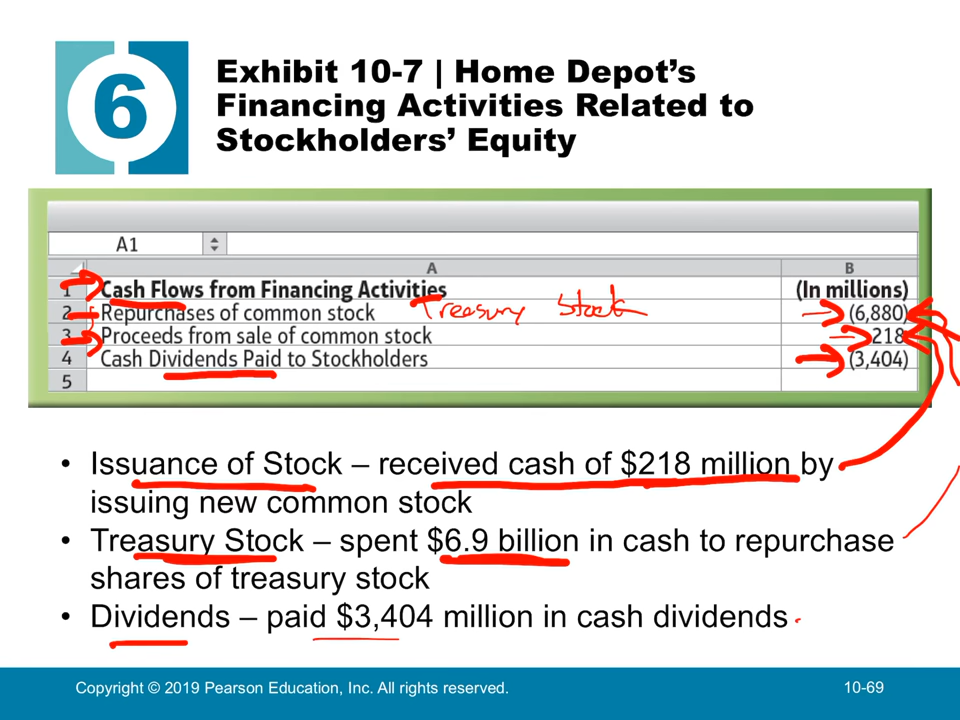 6
Exhibit 10-7 | Home Depot's
Financing Activities Related to
Stockholders' Equity
A1
A B
1 Cash Flows from Financing Activities (In millions)
2 Repurchases of common stock Treasury Stock (6,880)
3 Proceeds from sale of common stock 218
4 Cash Dividends Paid to Stockholders (3,404)
5
• Issuance of Stock – received cash of $218 million by
issuing new common stock
• Treasury Stock – spent $6.9 billion in cash to repurchase
shares of treasury stock
• Dividends – paid $3,404 million in cash dividends
Copyright © 2019 Pearson Education, Inc. All rights reserved. 10-69